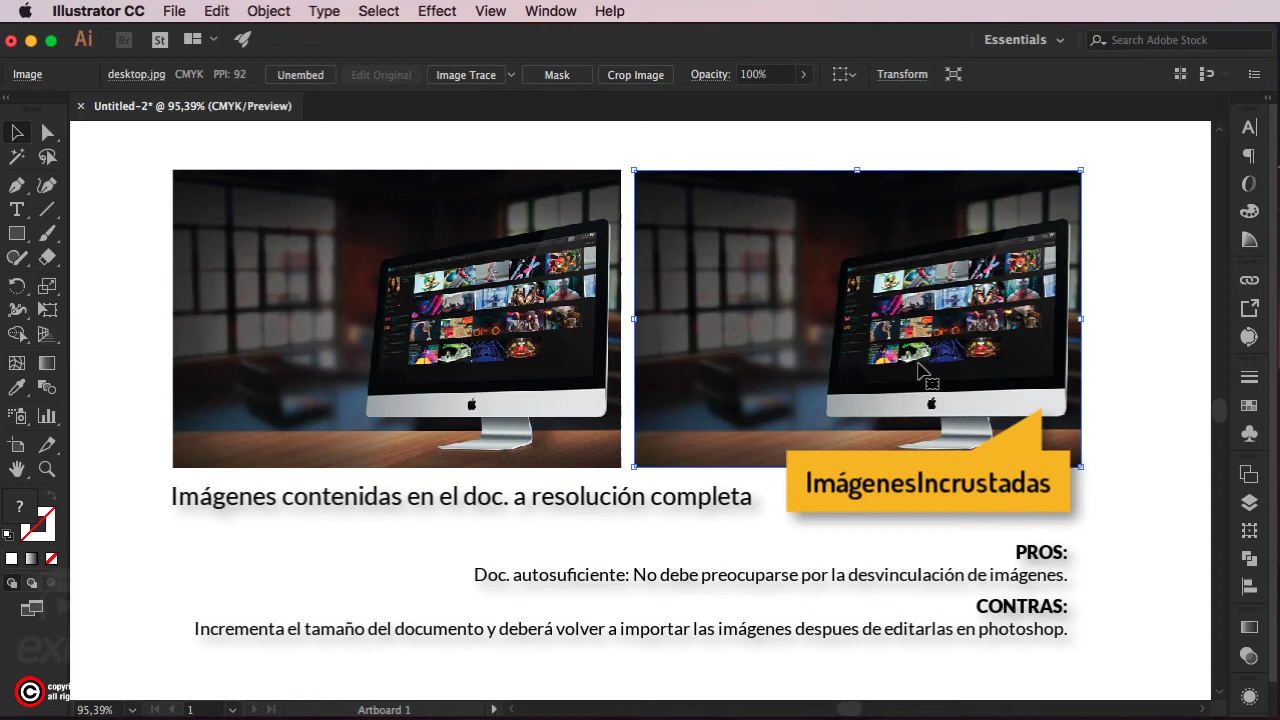 Illustrator CC File Edit Object Type Select Effect View Window Help
Ai Br St Essentials Search Adobe Stock
Image desktop.jpg CMYK PPI: 92 Unembed Edit Original Image Trace Mask Crop Image Opacity: 100% Transform
Untitled-2* @ 95,39% (CMYK/Preview)
ImágenesIncrustadas
Imágenes contenidas en el doc. a resolución completa
PROS:
Doc. autosuficiente: No debe preocuparse por la desvinculación de imágenes.
CONTRAS:
Incrementa el tamaño del documento y deberá volver a importar las imágenes despues de editarlas en photoshop.
?
95,39% 1 Artboard 1